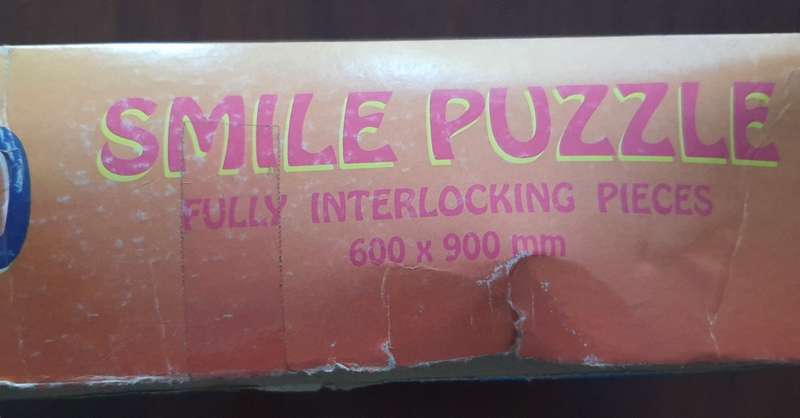 SMILE PUZZLE
FULLY INTERLOCKING PIECES
600 x 900 mm